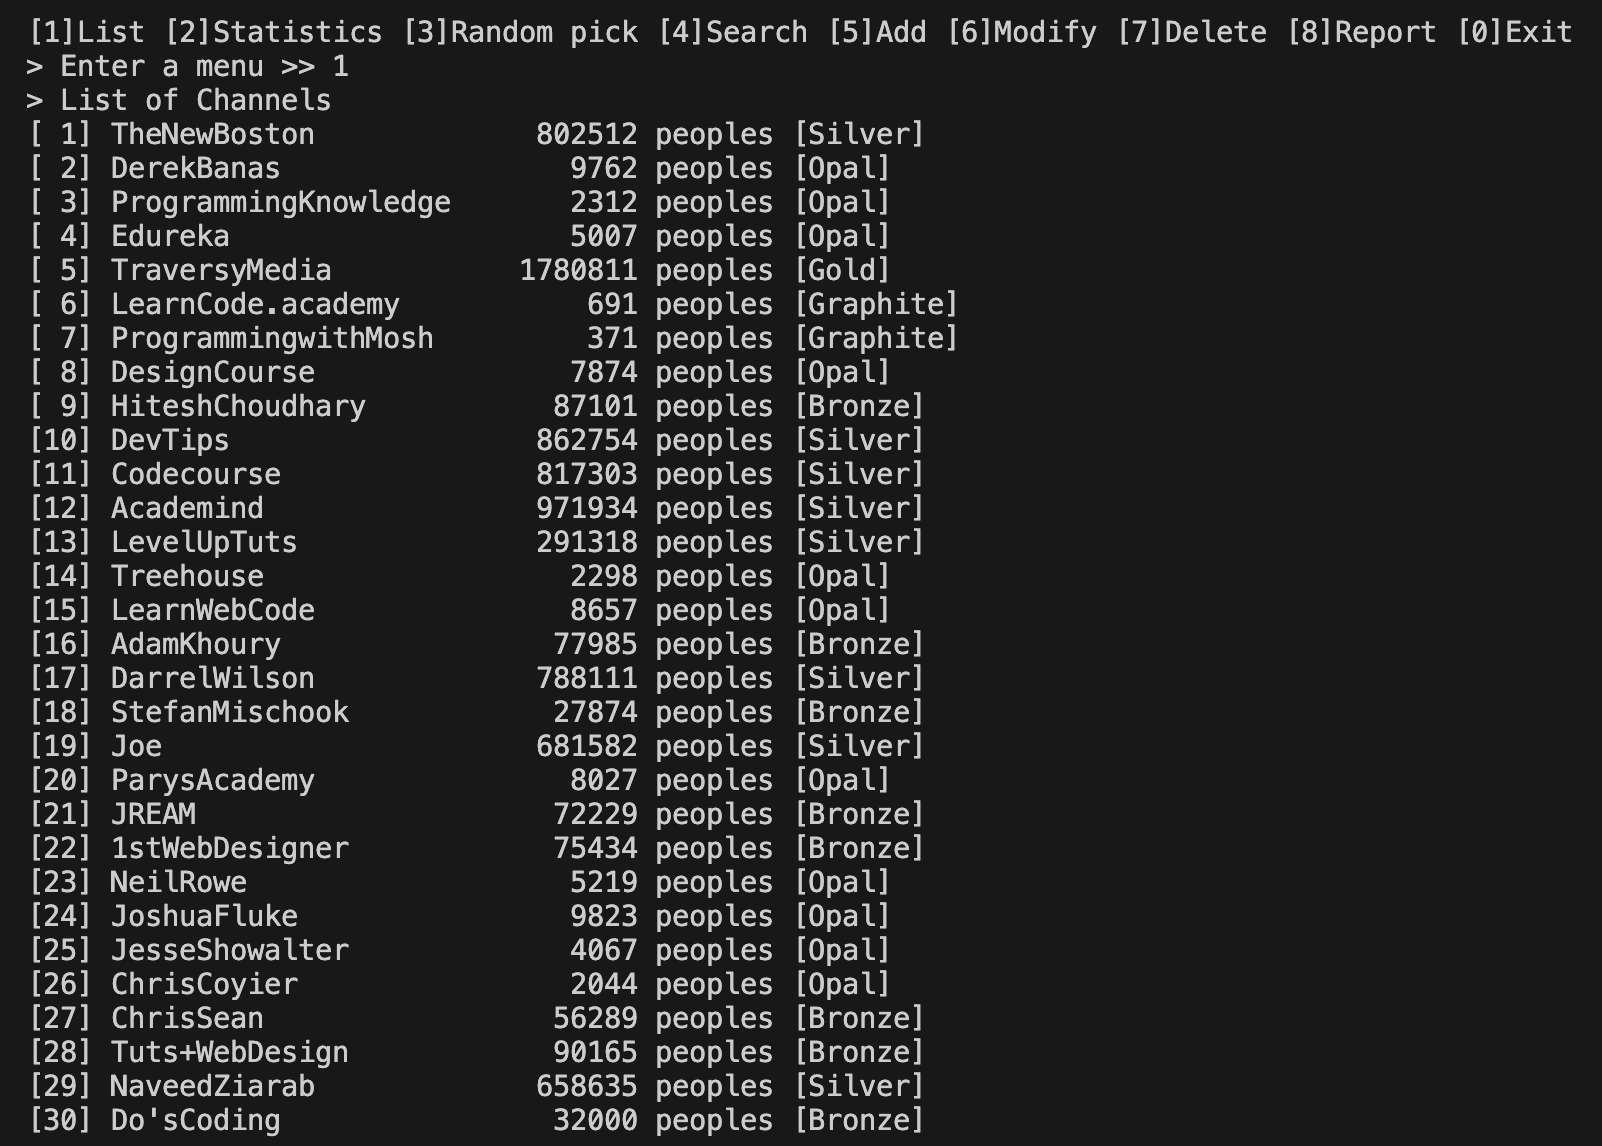 [1]List [2]Statistics [3]Random pick [4]Search [5]Add [6]Modify [7]Delete [8]Report [0]Exit
> Enter a menu >> 1
> List of Channels
[ 1] TheNewBoston             802512 peoples [Silver]
[ 2] DerekBanas                 9762 peoples [Opal]
[ 3] ProgrammingKnowledge       2312 peoples [Opal]
[ 4] Edureka                    5007 peoples [Opal]
[ 5] TraversyMedia           1780811 peoples [Gold]
[ 6] LearnCode.academy           691 peoples [Graphite]
[ 7] ProgrammingwithMosh         371 peoples [Graphite]
[ 8] DesignCourse               7874 peoples [Opal]
[ 9] HiteshChoudhary           87101 peoples [Bronze]
[10] DevTips                  862754 peoples [Silver]
[11] Codecourse               817303 peoples [Silver]
[12] Academind                971934 peoples [Silver]
[13] LevelUpTuts              291318 peoples [Silver]
[14] Treehouse                  2298 peoples [Opal]
[15] LearnWebCode               8657 peoples [Opal]
[16] AdamKhoury                77985 peoples [Bronze]
[17] DarrelWilson             788111 peoples [Silver]
[18] StefanMischook            27874 peoples [Bronze]
[19] Joe                      681582 peoples [Silver]
[20] ParysAcademy               8027 peoples [Opal]
[21] JREAM                     72229 peoples [Bronze]
[22] 1stWebDesigner            75434 peoples [Bronze]
[23] NeilRowe                   5219 peoples [Opal]
[24] JoshuaFluke                9823 peoples [Opal]
[25] JesseShowalter             4067 peoples [Opal]
[26] ChrisCoyier                2044 peoples [Opal]
[27] ChrisSean                 56289 peoples [Bronze]
[28] Tuts+WebDesign            90165 peoples [Bronze]
[29] NaveedZiarab             658635 peoples [Silver]
[30] Do'sCoding                32000 peoples [Bronze]